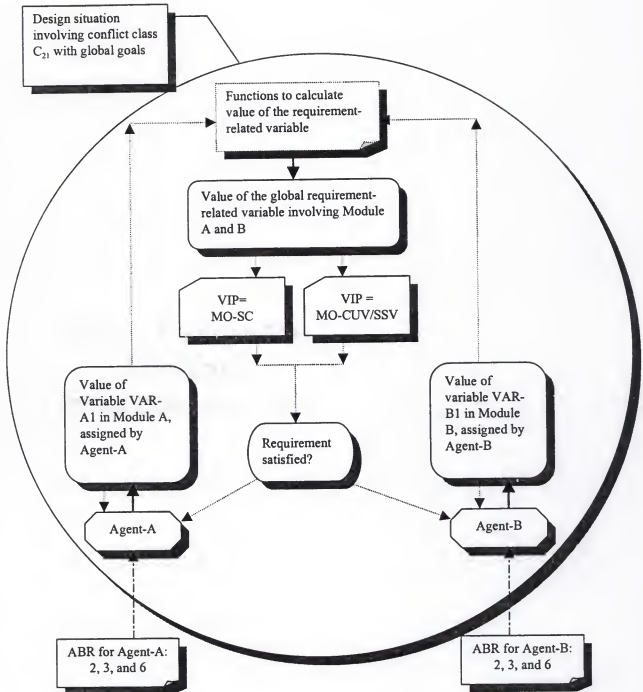 Design situation
involving conflict class
C₂₁ with global goals
Functions to calculate
value of the requirement-
related variable
Value of the global requirement-
related variable involving Module
A and B
VIP=
MO-SC
VIP =
MO-CUV/SSV
Value of
Variable VAR-
A1 in Module A,
assigned by
Agent-A
Value of
variable VAR-
B1 in Module
B, assigned by
Agent-B
Requirement
satisfied?
Agent-A
Agent-B
ABR for Agent-A:
2, 3, and 6
ABR for Agent-B:
2, 3, and 6